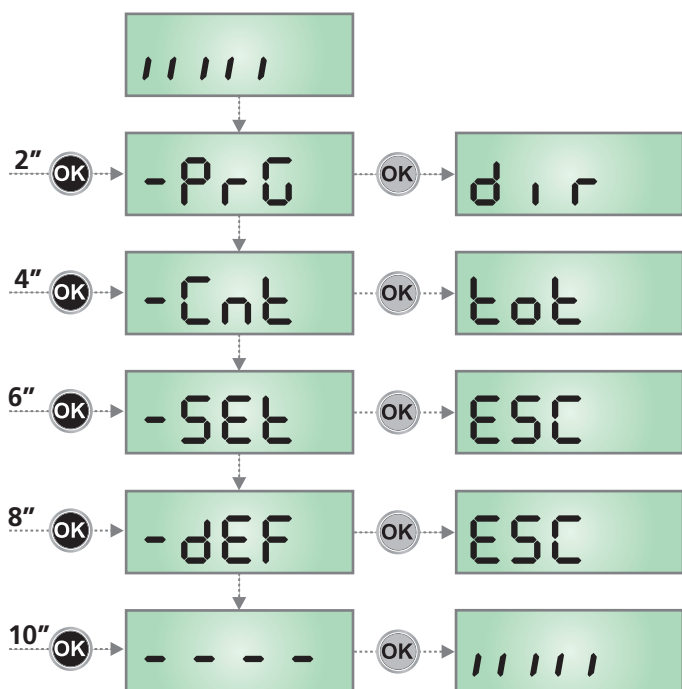 ı ı ı ı ı
2” OK -PrG OK dir
4” OK -Cnt OK tot
6” OK -SEt OK ESC
8” OK -dEF OK ESC
10” OK - - - - OK ı ı ı ı ı